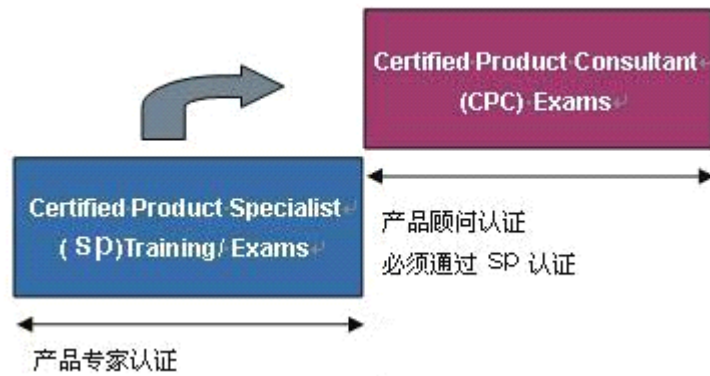 Certified Product Consultant
(CPC) Exams
Certified Product Specialist
(sp)Training/ Exams
产品顾问认证
必须通过 sp 认证
产品专家认证